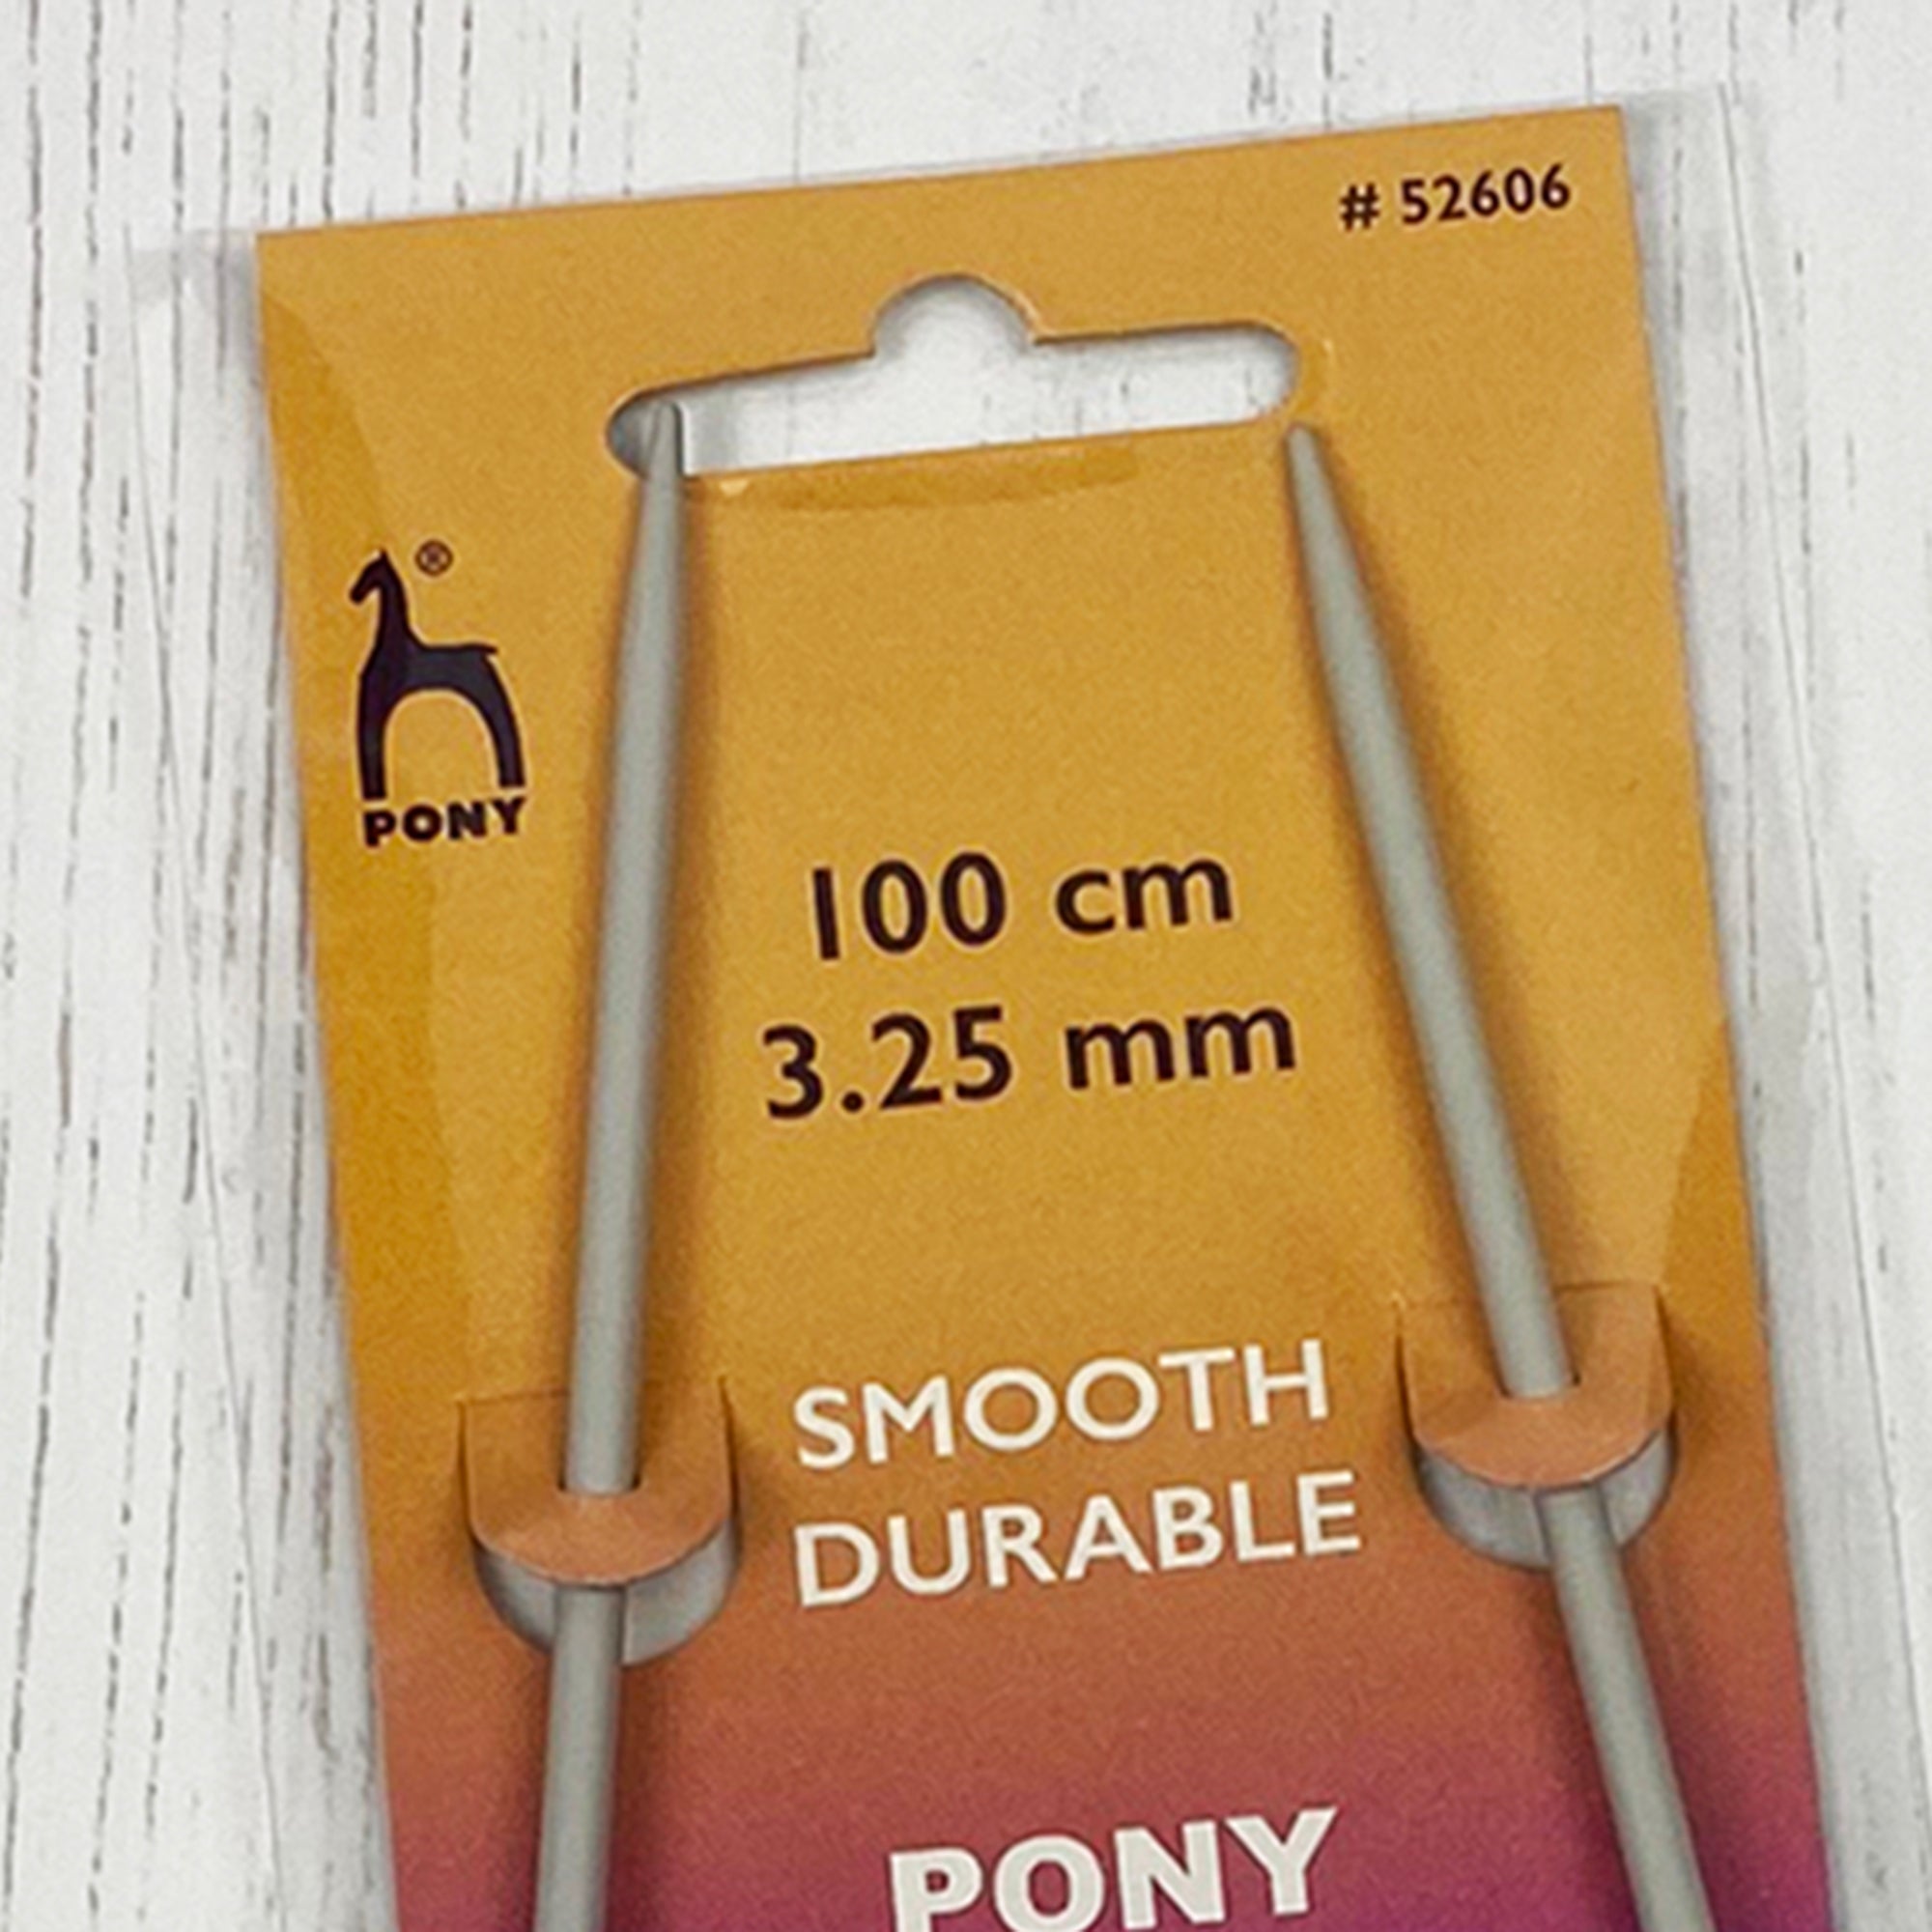 # 52606
®
PONY
100 cm
3.25 mm
SMOOTH
DURABLE
PONY